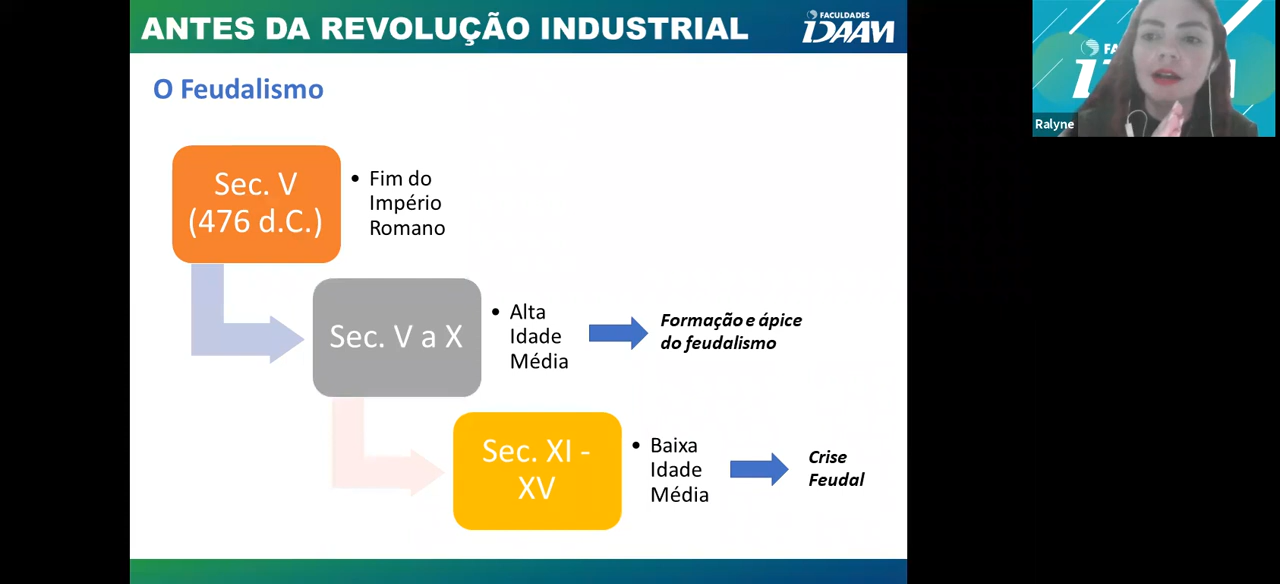 ANTES DA REVOLUÇÃO INDUSTRIAL
FACULDADES
IDAAM
O Feudalismo
Sec. V
(476 d.C.)
• Fim do
Império
Romano
Sec. V a X
• Alta
Idade
Média
Formação e ápice
do feudalismo
Sec. XI -
XV
• Baixa
Idade
Média
Crise
Feudal
Ralyne